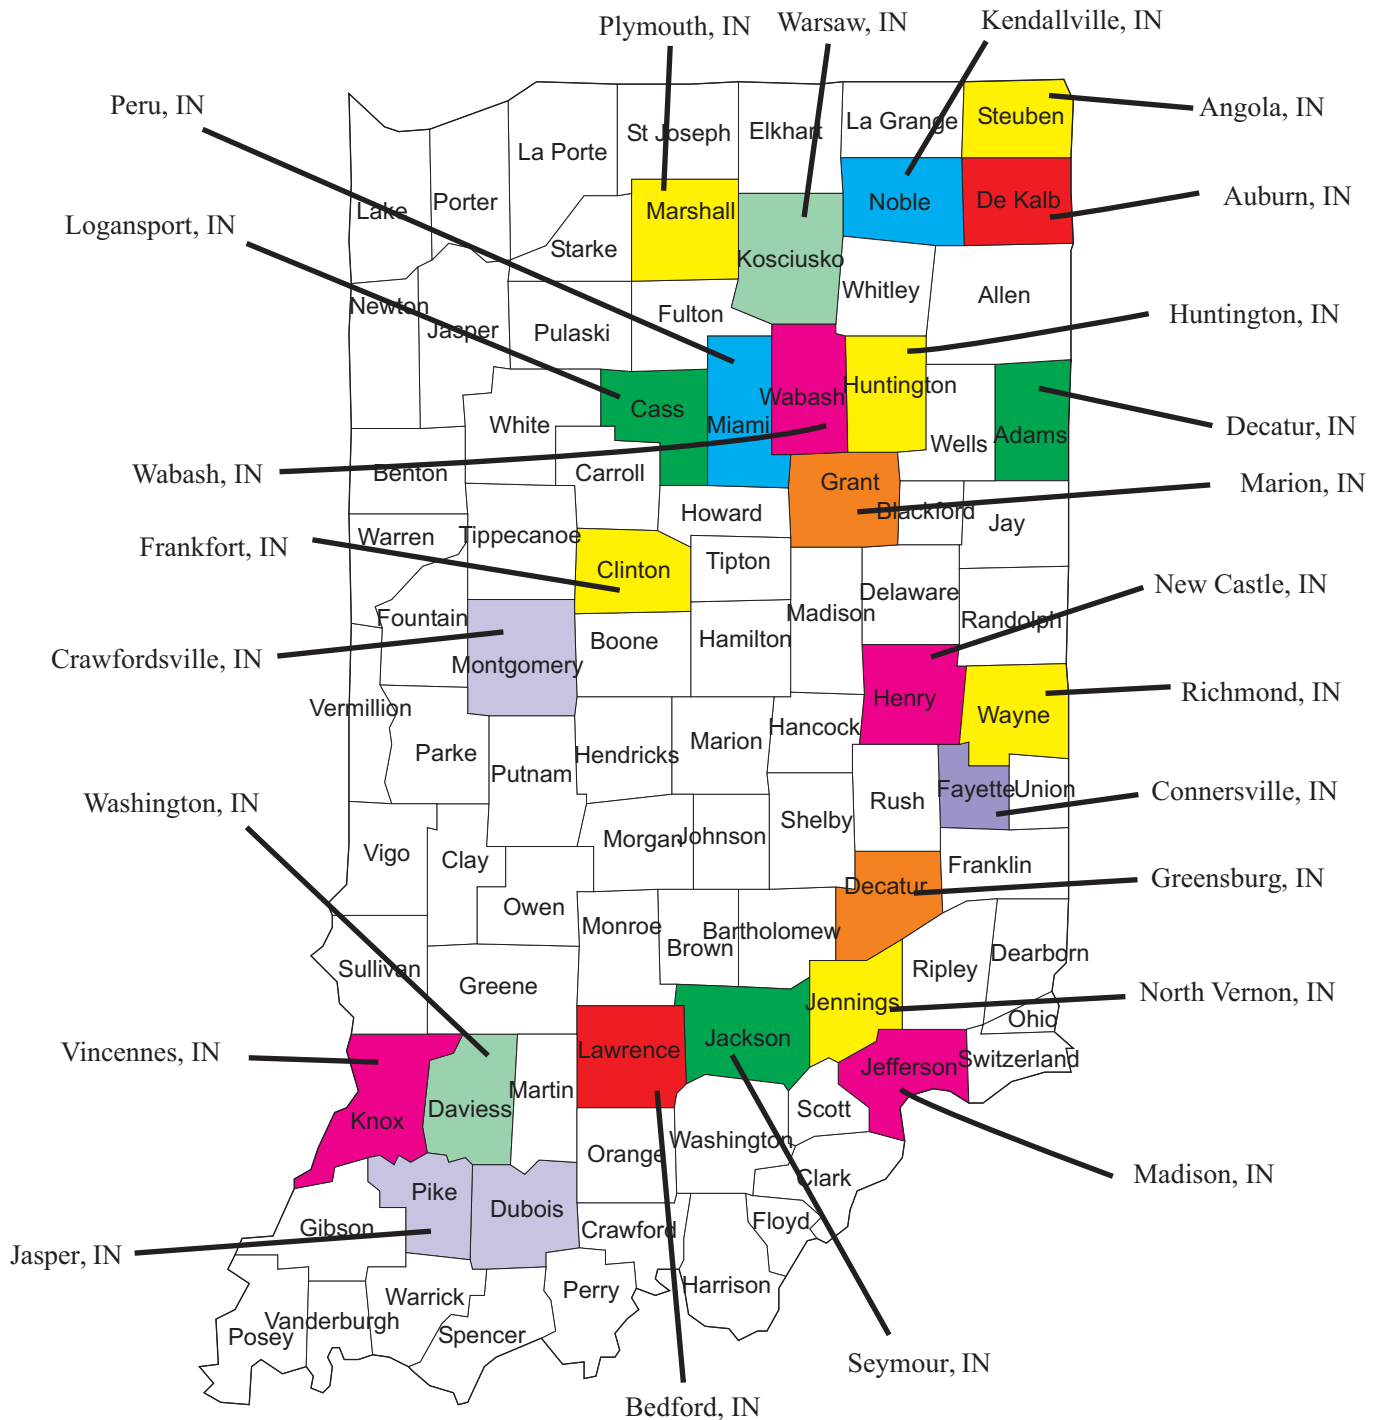 Kendallville, IN
Warsaw, IN
Plymouth, IN
Peru, IN
Angola, IN
Steuben
La Grange
Elkhart
St Joseph
La Porte
Auburn, IN
De Kalb
Noble
Marshall
Porter
Lake
Logansport, IN
Starke
Kosciusko
Whitley
Allen
Newton
Jasper
Pulaski
Fulton
Huntington, IN
Huntington
Wabash
Cass
Miami
White
Decatur, IN
Adams
Wells
Wabash, IN
Benton
Carroll
Grant
Marion, IN
Howard
Blackford
Jay
Warren
Tippecanoe
Frankfort, IN
Clinton
Tipton
Delaware
New Castle, IN
Madison
Randolph
Fountain
Boone
Hamilton
Crawfordsville, IN
Montgomery
Henry
Richmond, IN
Wayne
Vermillion
Hancock
Marion
Hendricks
Parke
Putnam
Fayette
Union
Connersville, IN
Washington, IN
Rush
Shelby
Johnson
Morgan
Vigo
Clay
Franklin
Decatur
Greensburg, IN
Owen
Monroe
Brown
Bartholomew
Dearborn
Ripley
Sullivan
Greene
Jennings
North Vernon, IN
Ohio
Jackson
Lawrence
Vincennes, IN
Switzerland
Jefferson
Martin
Daviess
Knox
Scott
Washington
Orange
Madison, IN
Clark
Pike
Dubois
Floyd
Gibson
Crawford
Jasper, IN
Harrison
Perry
Warrick
Vanderburgh
Spencer
Posey
Seymour, IN
Bedford, IN